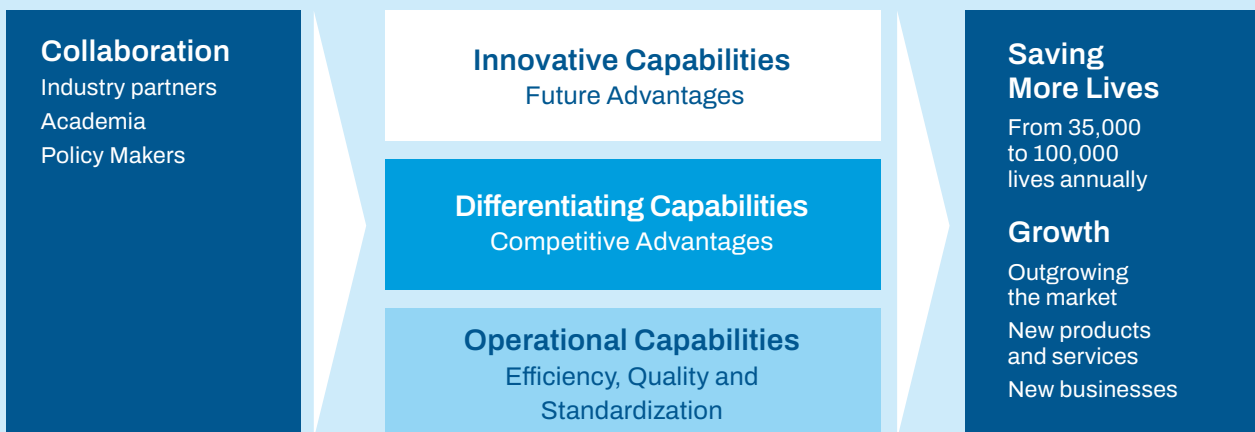 Collaboration
Industry partners
Academia
Policy Makers
Innovative Capabilities
Future Advantages
Differentiating Capabilities
Competitive Advantages
Operational Capabilities
Efficiency, Quality and
Standardization
Saving
More Lives
From 35,000
to 100,000
lives annually
Growth
Outgrowing
the market
New products
and services
New businesses